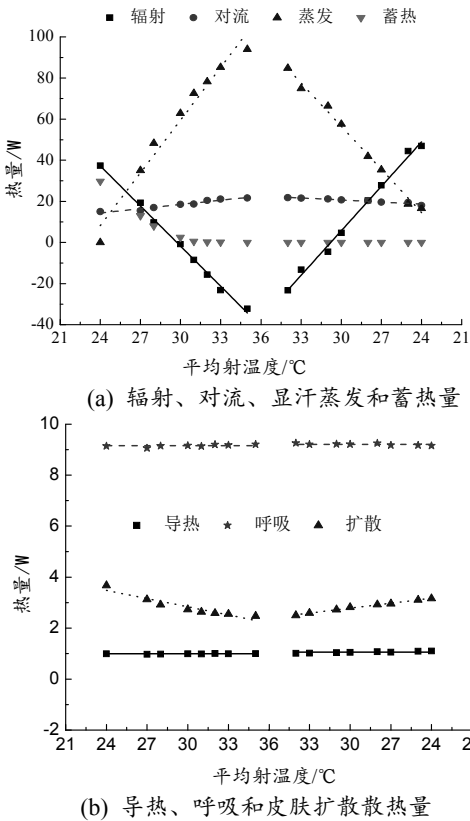 辐射 对流 蒸发 蓄热
100
80
60
40
20
0
-20
-40
热量/W
21 24 27 30 33 36 33 30 27 24 21
平均射温度/℃
(a) 辐射、对流、显汗蒸发和蓄热量
10
8
6
4
2
0
-2
热量/W
导热 呼吸 扩散
21 24 27 30 33 36 33 30 27 24 2
平均射温度/℃
(b) 导热、呼吸和皮肤扩散散热量